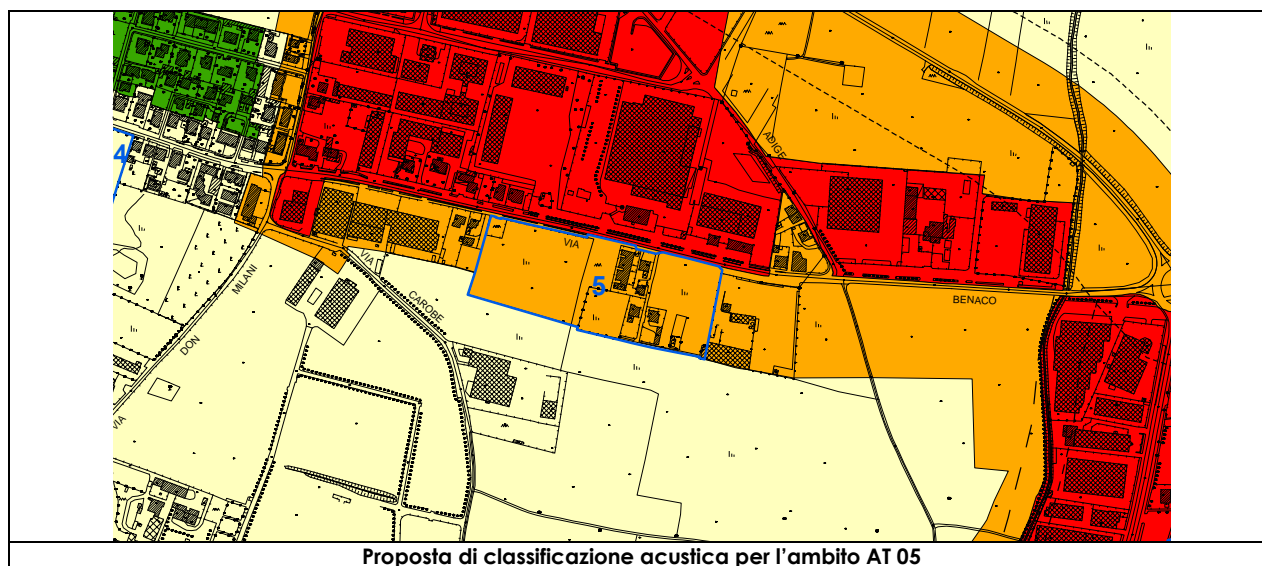 4
ADIGE
VIA
5
BENACO
VIA
CAROBE
MILANI
DON
VIA
Proposta di classificazione acustica per l'ambito AT 05